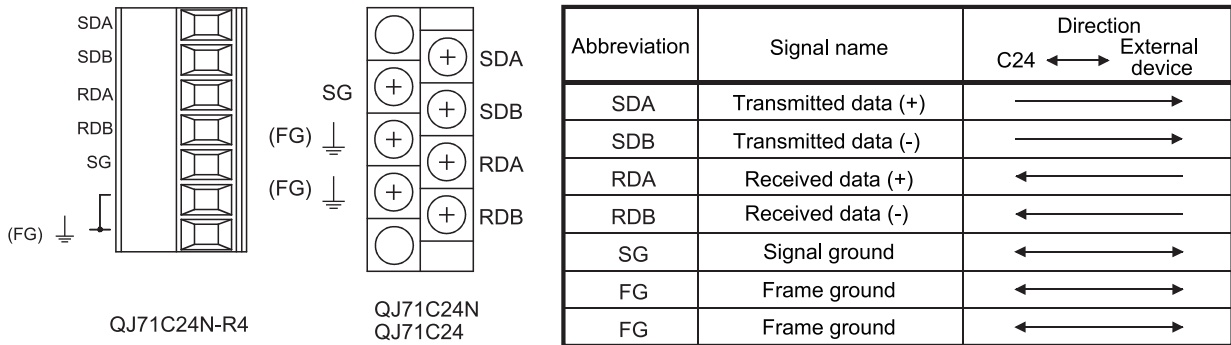 SDA
SDB
RDA
RDB
SG
(FG)
QJ71C24N-R4
SG
(FG)
(FG)
SDA
SDB
RDA
RDB
QJ71C24N
QJ71C24
Abbreviation Signal name Direction
C24 External
device
SDA Transmitted data (+)
SDB Transmitted data (-)
RDA Received data (+)
RDB Received data (-)
SG Signal ground
FG Frame ground
FG Frame ground